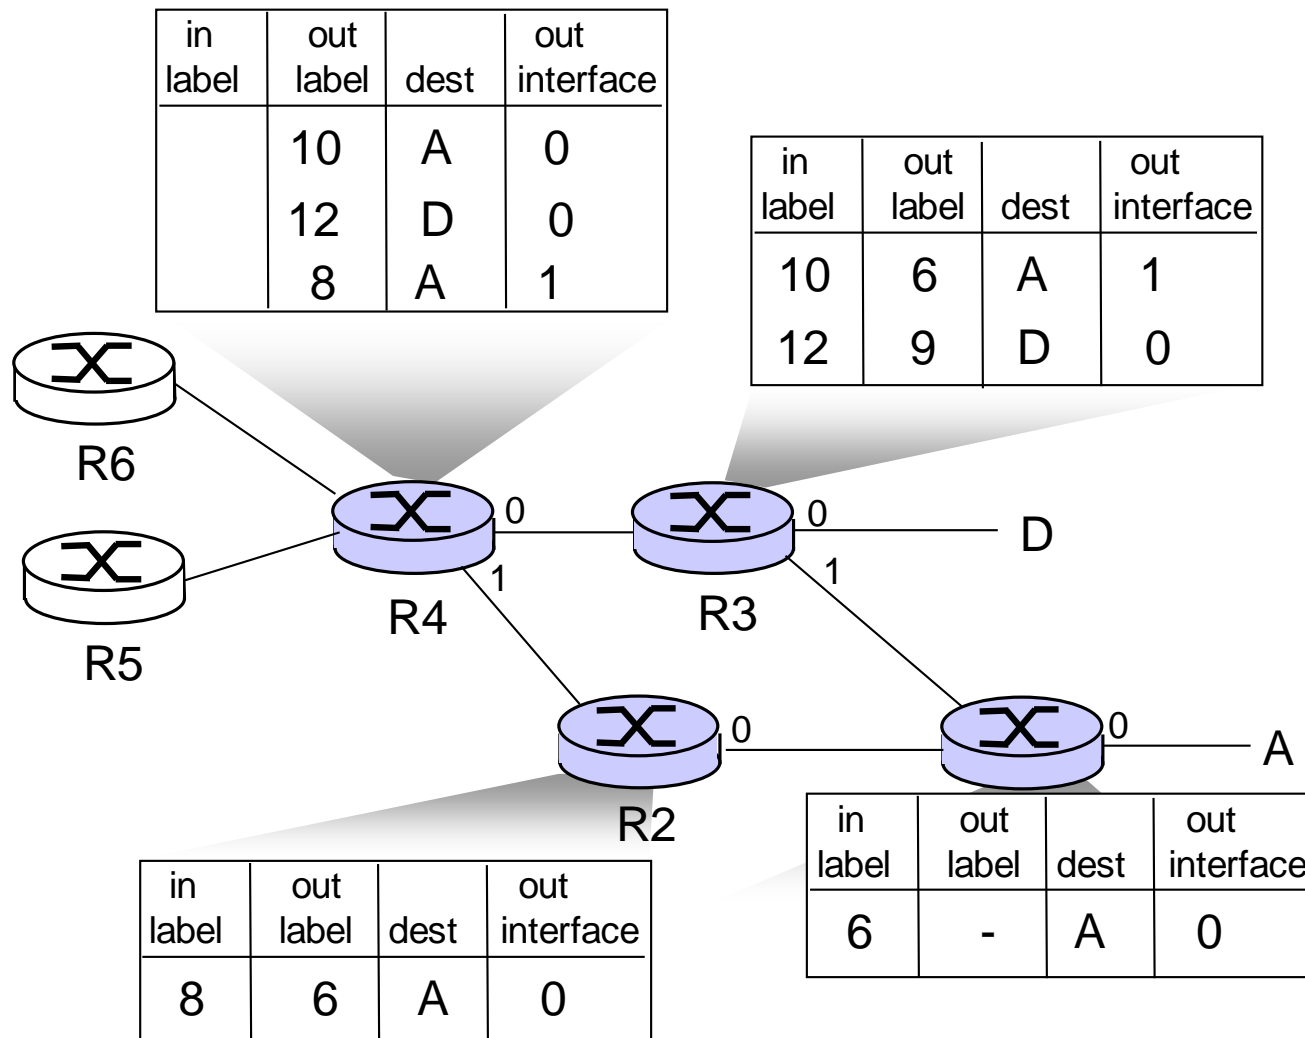 in out out
label label dest interface
10 A 0
12 D 0
8 A 1
in out out
label label dest interface
10 6 A 1
12 9 D 0
R6
R5
R4
0
1
R3
0
1
D
R2
0
0
A
in out out
label label dest interface
6 - A 0
in out out
label label dest interface
8 6 A 0